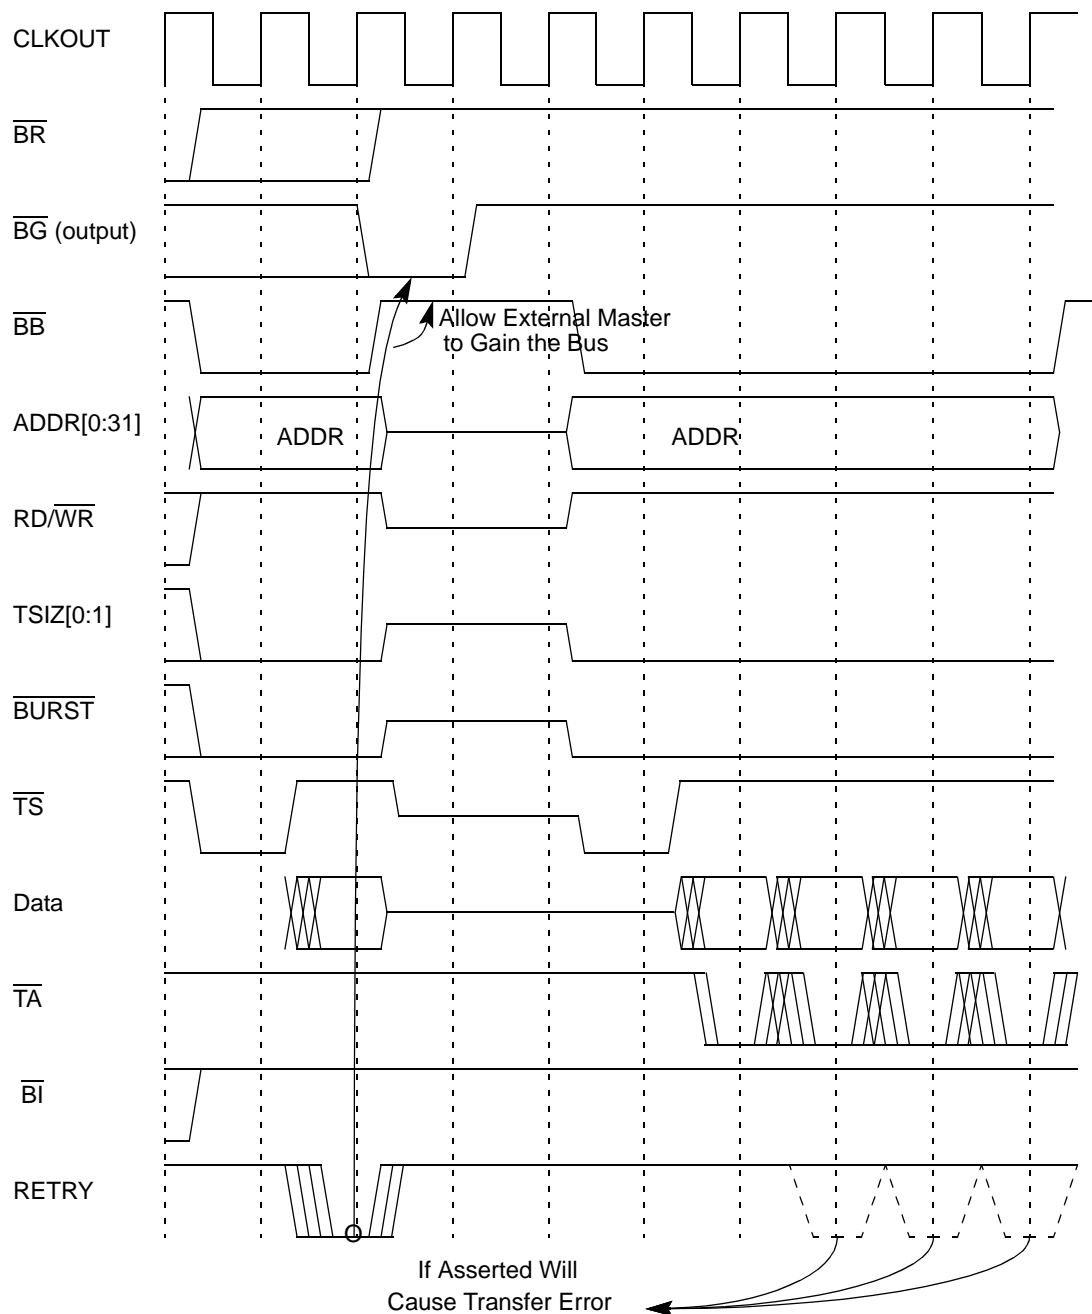 CLKOUT
BR
BG (output)
BB
Allow External Master
to Gain the Bus
ADDR[0:31]
ADDR
ADDR
RD/WR
TSIZ[0:1]
BURST
TS
Data
TA
BI
RETRY
If Asserted Will
Cause Transfer Error